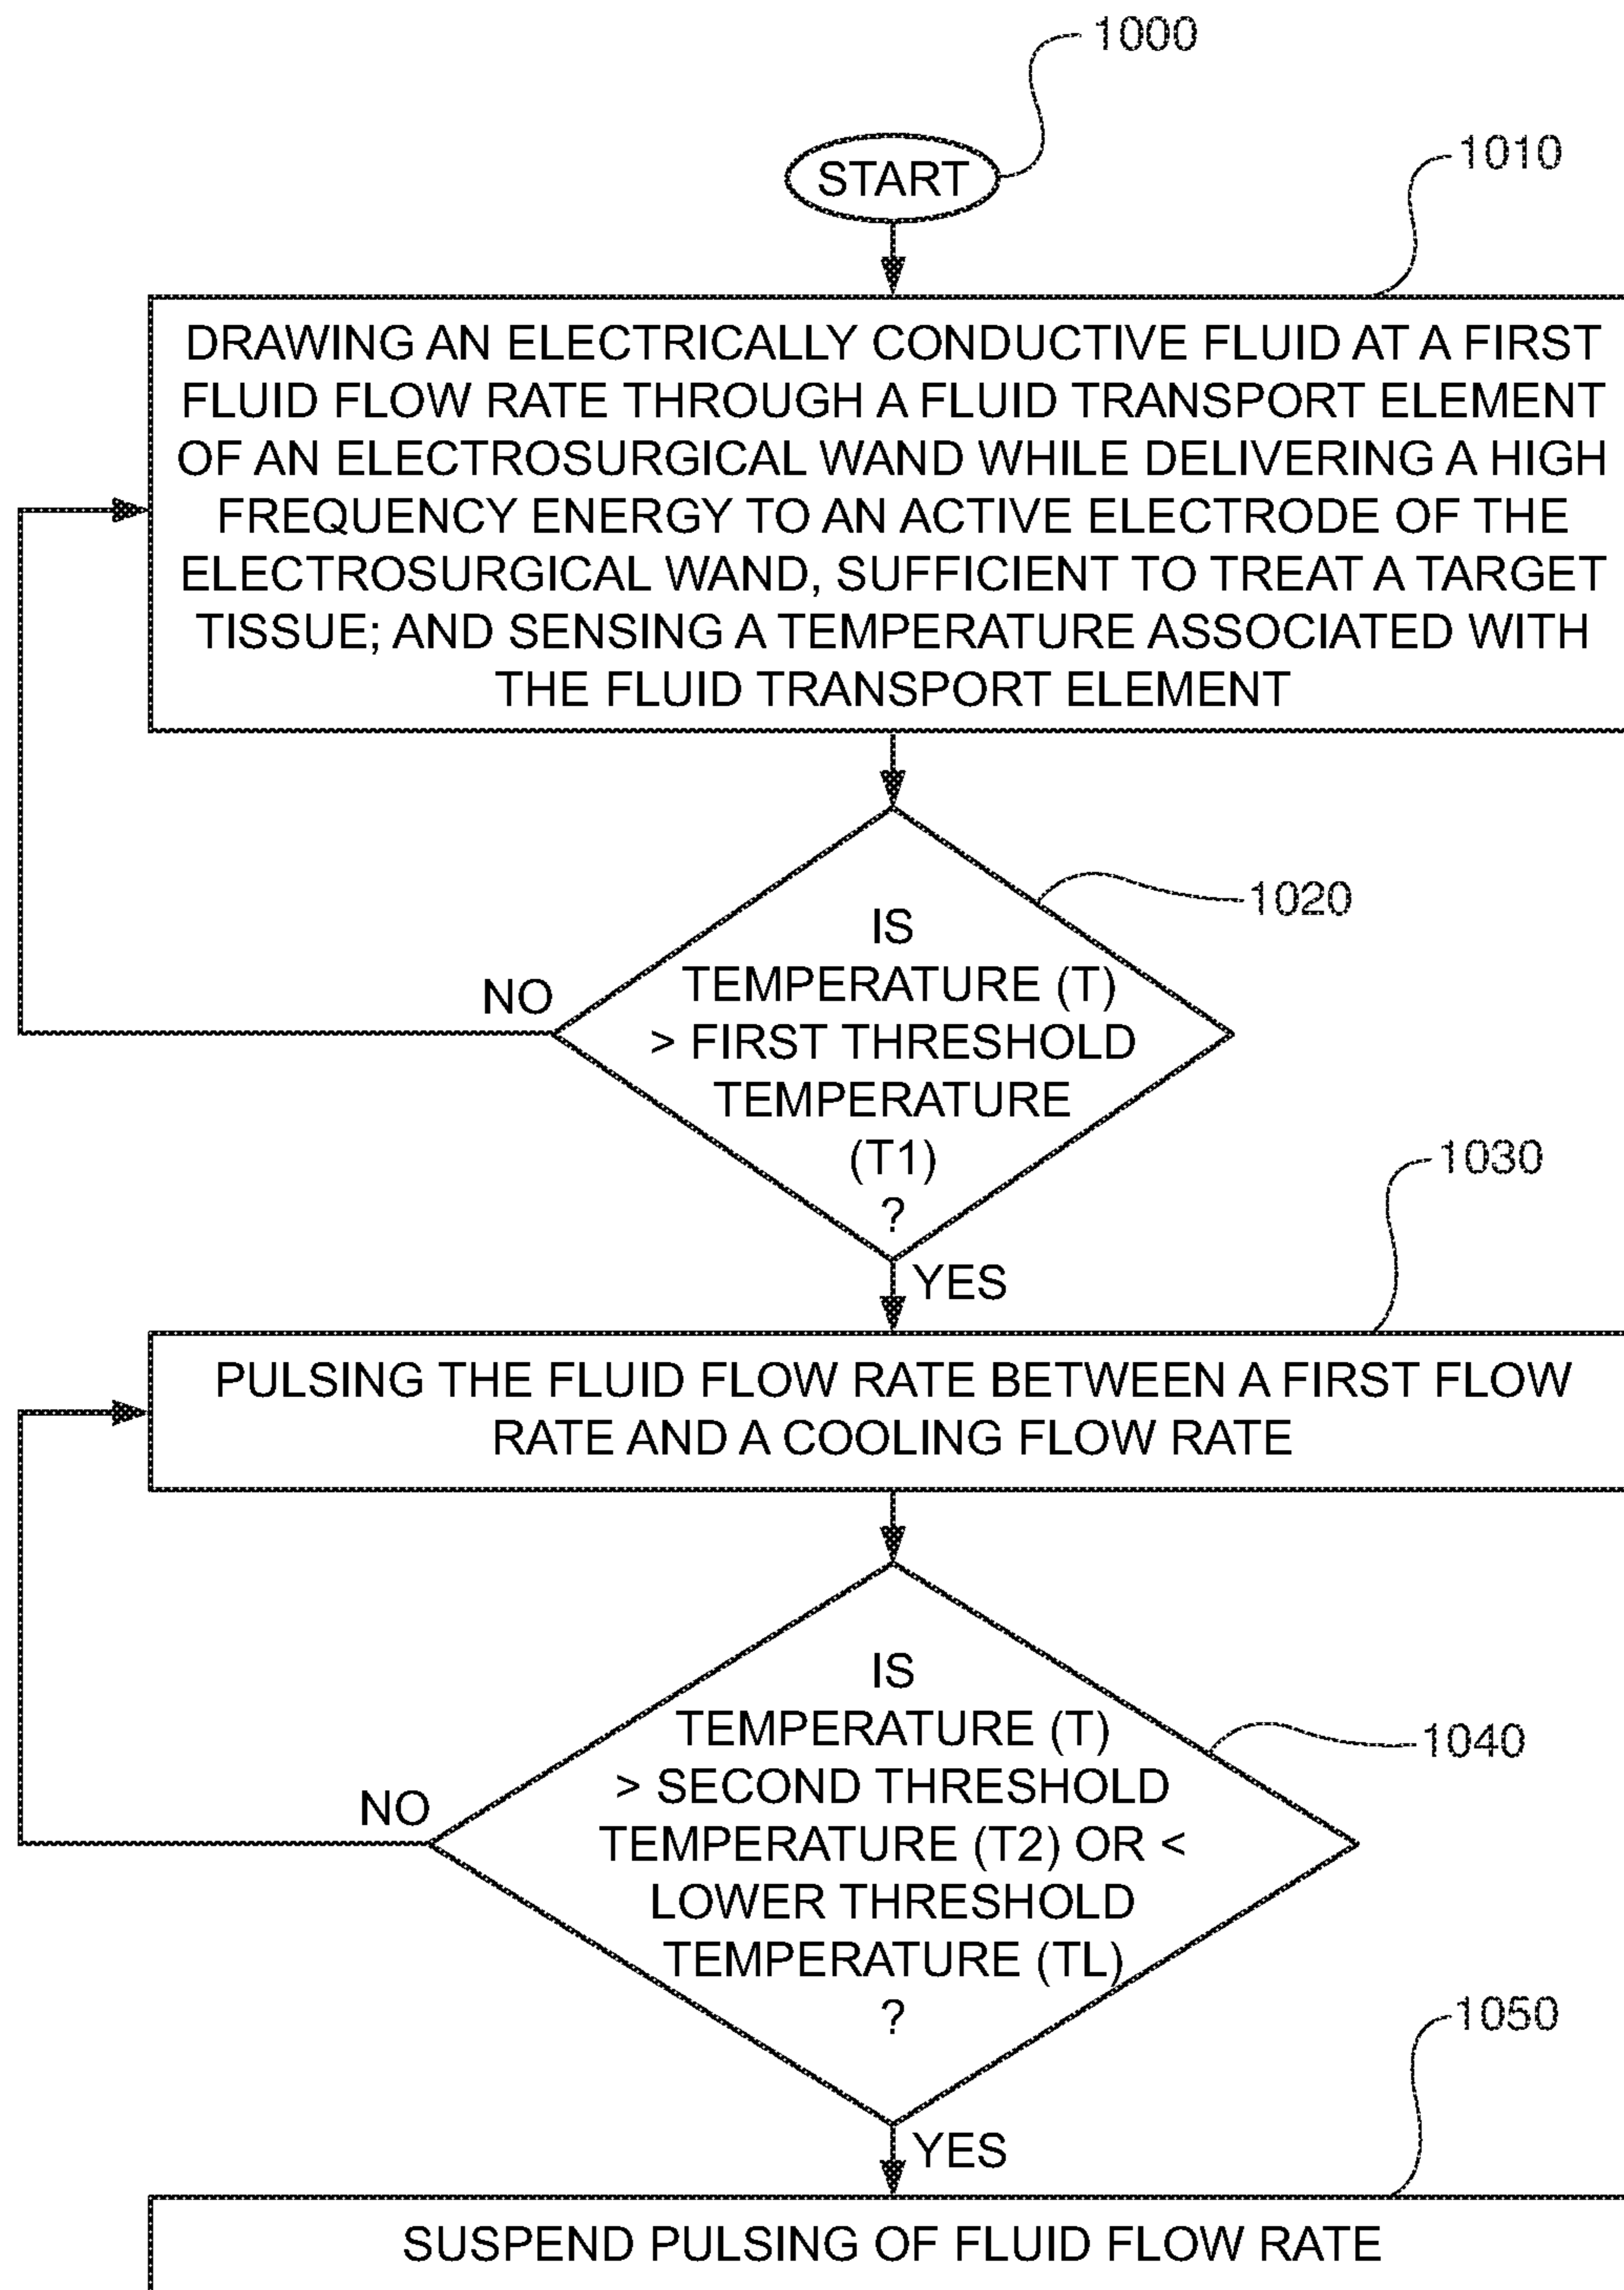 1000
START
1010
DRAWING AN ELECTRICALLY CONDUCTIVE FLUID AT A FIRST
FLUID FLOW RATE THROUGH A FLUID TRANSPORT ELEMENT
OF AN ELECTROSURGICAL WAND WHILE DELIVERING A HIGH
FREQUENCY ENERGY TO AN ACTIVE ELECTRODE OF THE
ELECTROSURGICAL WAND, SUFFICIENT TO TREAT A TARGET
TISSUE; AND SENSING A TEMPERATURE ASSOCIATED WITH
THE FLUID TRANSPORT ELEMENT
1020
IS
TEMPERATURE (T)
> FIRST THRESHOLD
TEMPERATURE
(T1)
?
NO
YES
1030
PULSING THE FLUID FLOW RATE BETWEEN A FIRST FLOW
RATE AND A COOLING FLOW RATE
IS
TEMPERATURE (T)
> SECOND THRESHOLD
TEMPERATURE (T2) OR <
LOWER THRESHOLD
TEMPERATURE (TL)
?
1040
NO
YES
1050
SUSPEND PULSING OF FLUID FLOW RATE